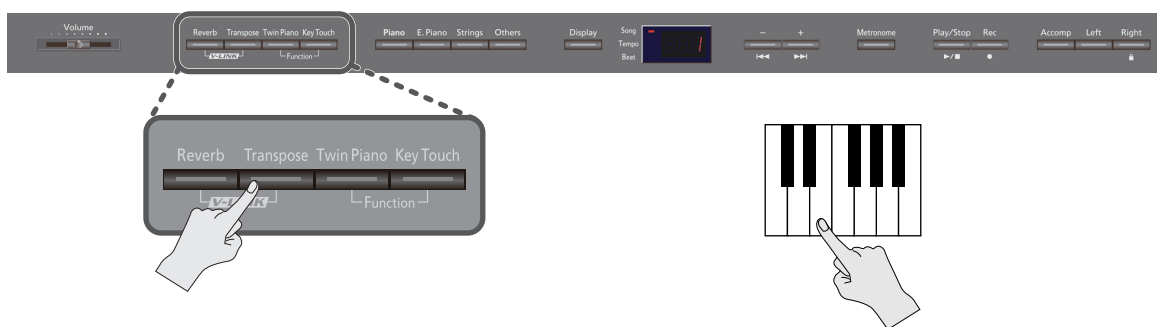 Volume
Reverb Transpose Twin Piano Key Touch
V-LINK Function
Piano E. Piano Strings Others
Display
Song
Tempo
Beat
1
− +
Metronome
Play/Stop Rec
Accomp Left Right
Reverb Transpose Twin Piano Key Touch
V-LINK Function